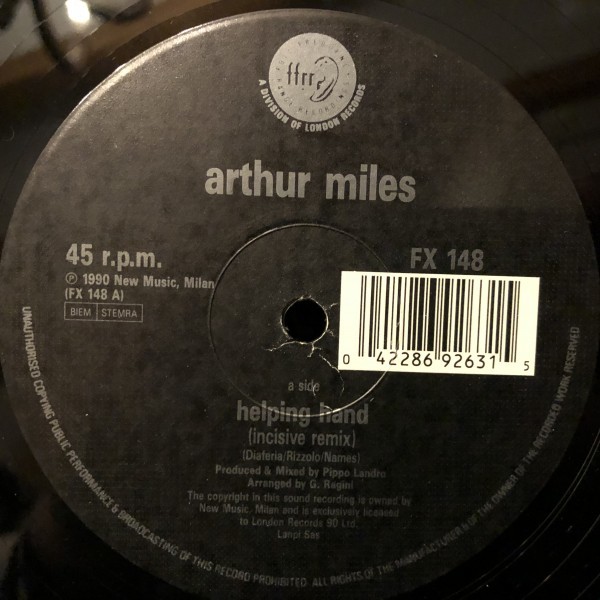 ffrr
A DIVISION OF LONDON RECORDS
arthur miles
45 r.p.m.
FX 148
℗ 1990 New Music, Milan
(FX 148 A)
BIEM STEMRA
0 42286 92631 5
a side
helping hand
(incisive remix)
(Diaferia/Rizzolo/Names)
Produced & Mixed by Pippo Landro
Arranged by G. Ragini
The copyright in this sound recording is owned by
New Music, Milan and is exclusively licensed
to London Records 90 Ltd.
Lanpi Sas
UNAUTHORISED COPYING PUBLIC PERFORMANCE & BROADCASTING OF THIS RECORD PROHIBITED. ALL RIGHTS OF THE MANUFACTURER & OF THE OWNER OF THE RECORDED WORK RESERVED